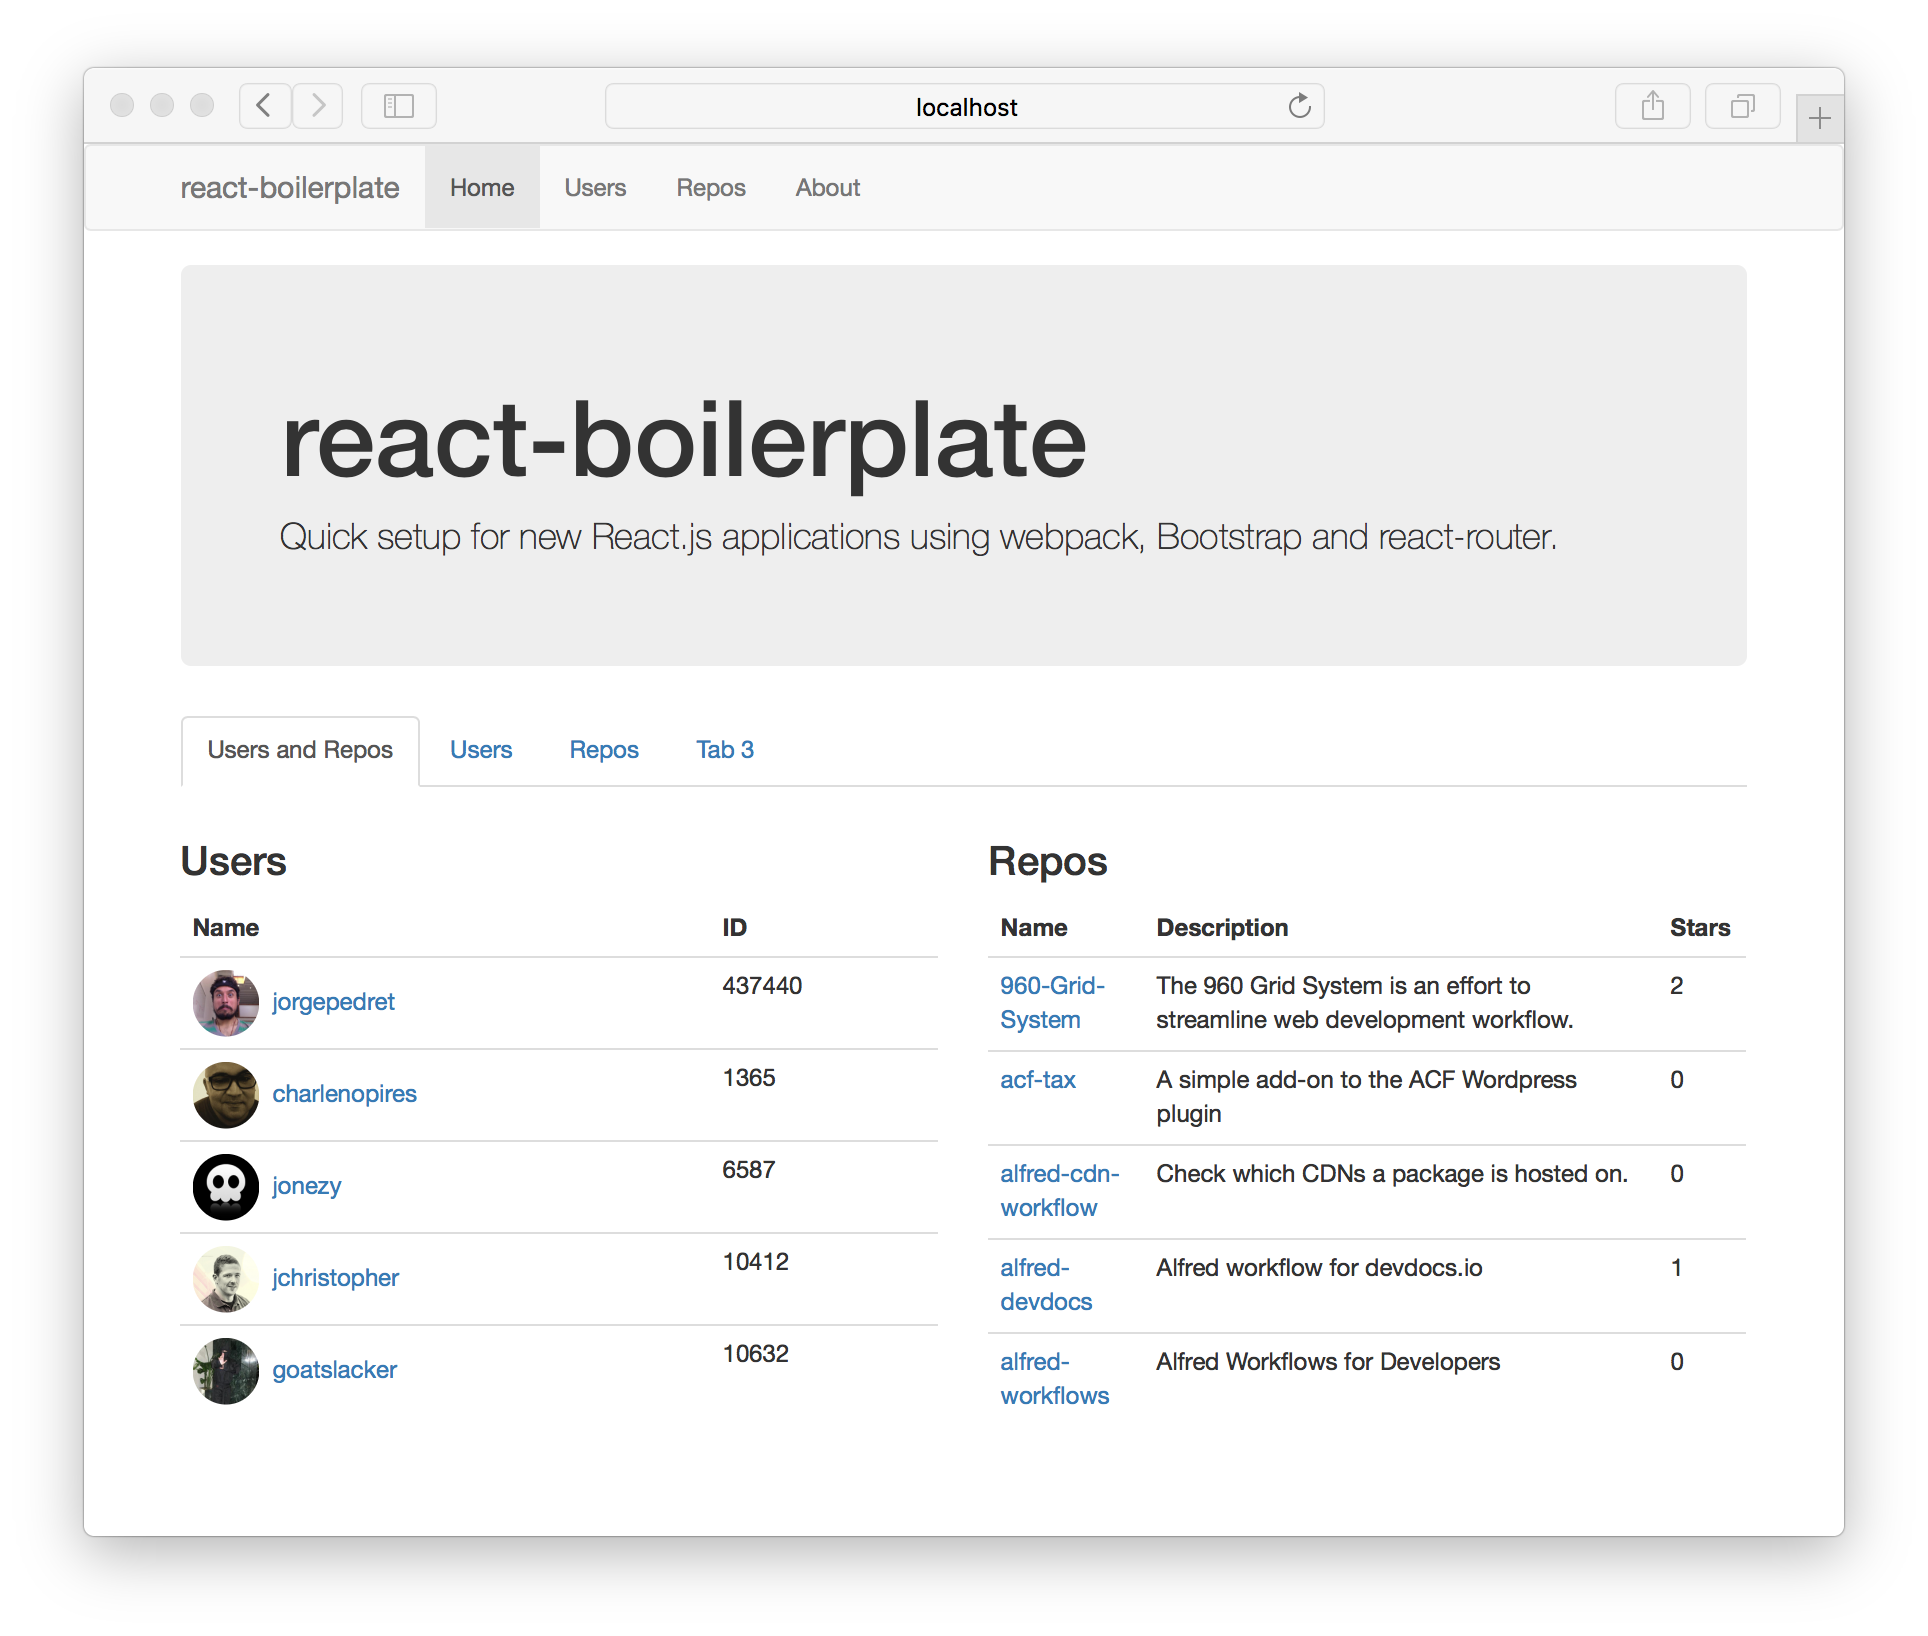 localhost
react-boilerplate Home Users Repos About
react-boilerplate
Quick setup for new React.js applications using webpack, Bootstrap and react-router.
Users and Repos Users Repos Tab 3
Users
Name ID
jorgepedret 437440
charlenopires 1365
jonezy 6587
jchristopher 10412
goatslacker 10632
Repos
Name Description Stars
960-Grid- The 960 Grid System is an effort to 2
System streamline web development workflow.
acf-tax A simple add-on to the ACF Wordpress 0
plugin
alfred-cdn- Check which CDNs a package is hosted on. 0
workflow
alfred- Alfred workflow for devdocs.io 1
devdocs
alfred- Alfred Workflows for Developers 0
workflows